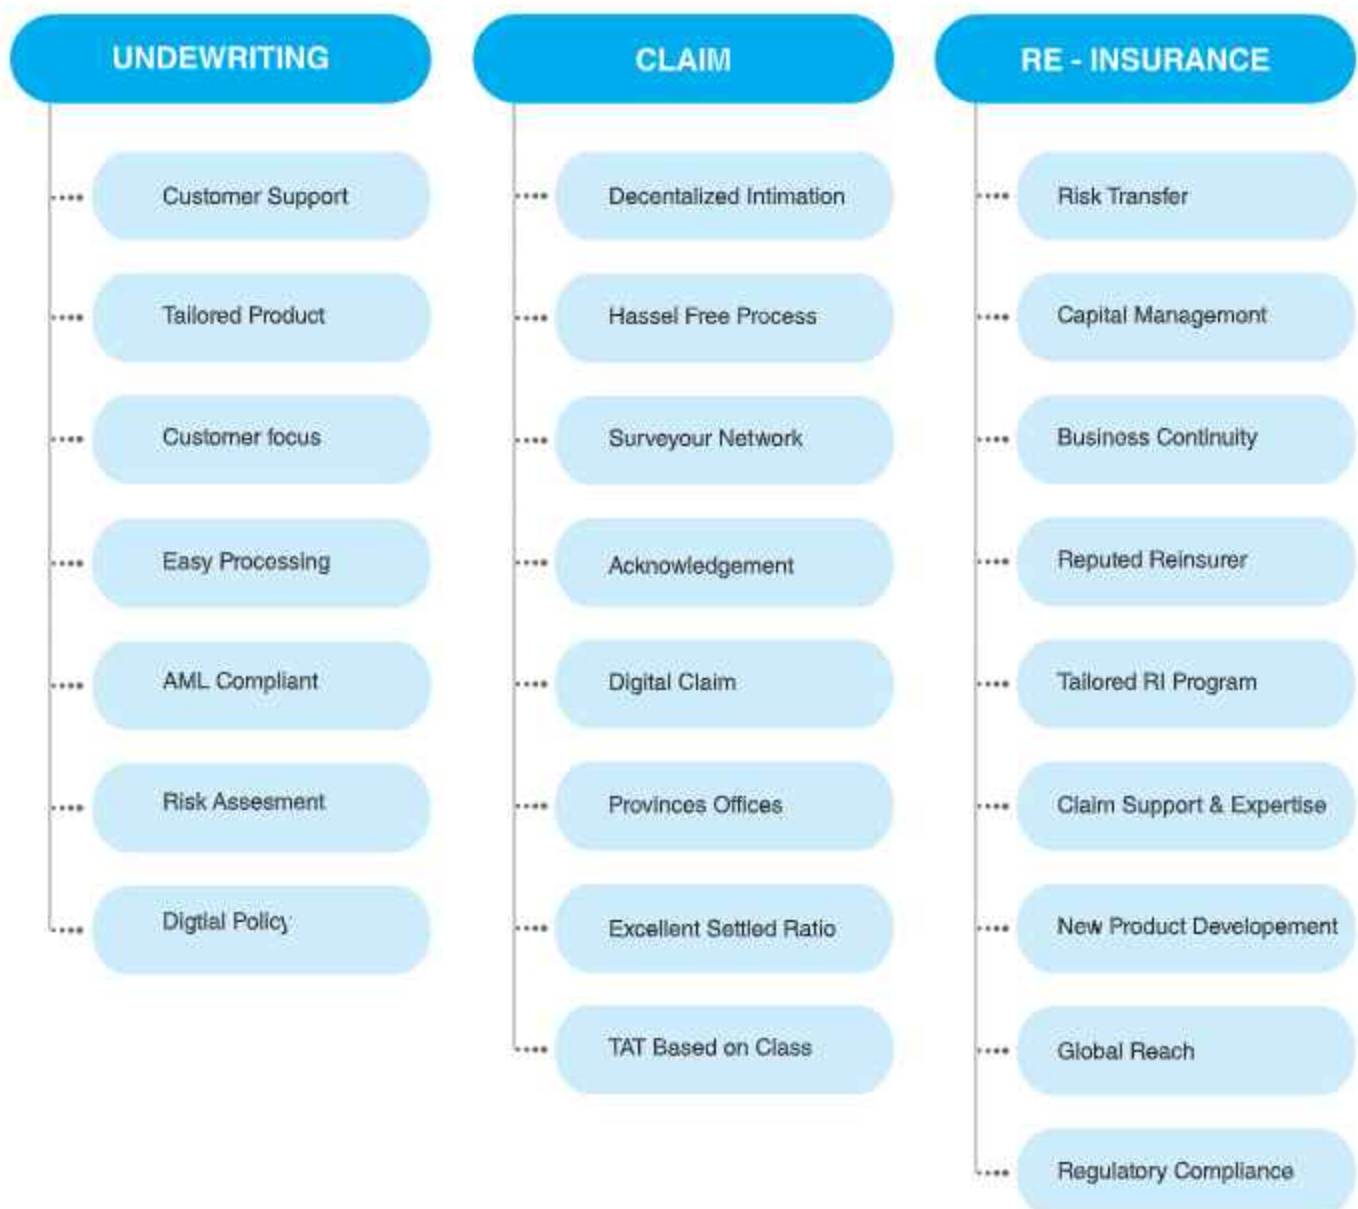 UNDEWRITING
Customer Support
Tailored Product
Customer focus
Easy Processing
AML Compliant
Risk Assesment
Digtial Policy
CLAIM
Decentalized Intimation
Hassel Free Process
Surveyour Network
Acknowledgement
Digital Claim
Provinces Offices
Excellent Settled Ratio
TAT Based on Class
RE - INSURANCE
Risk Transfer
Capital Management
Business Continuity
Reputed Reinsurer
Tailored RI Program
Claim Support & Expertise
New Product Developement
Global Reach
Regulatory Compliance